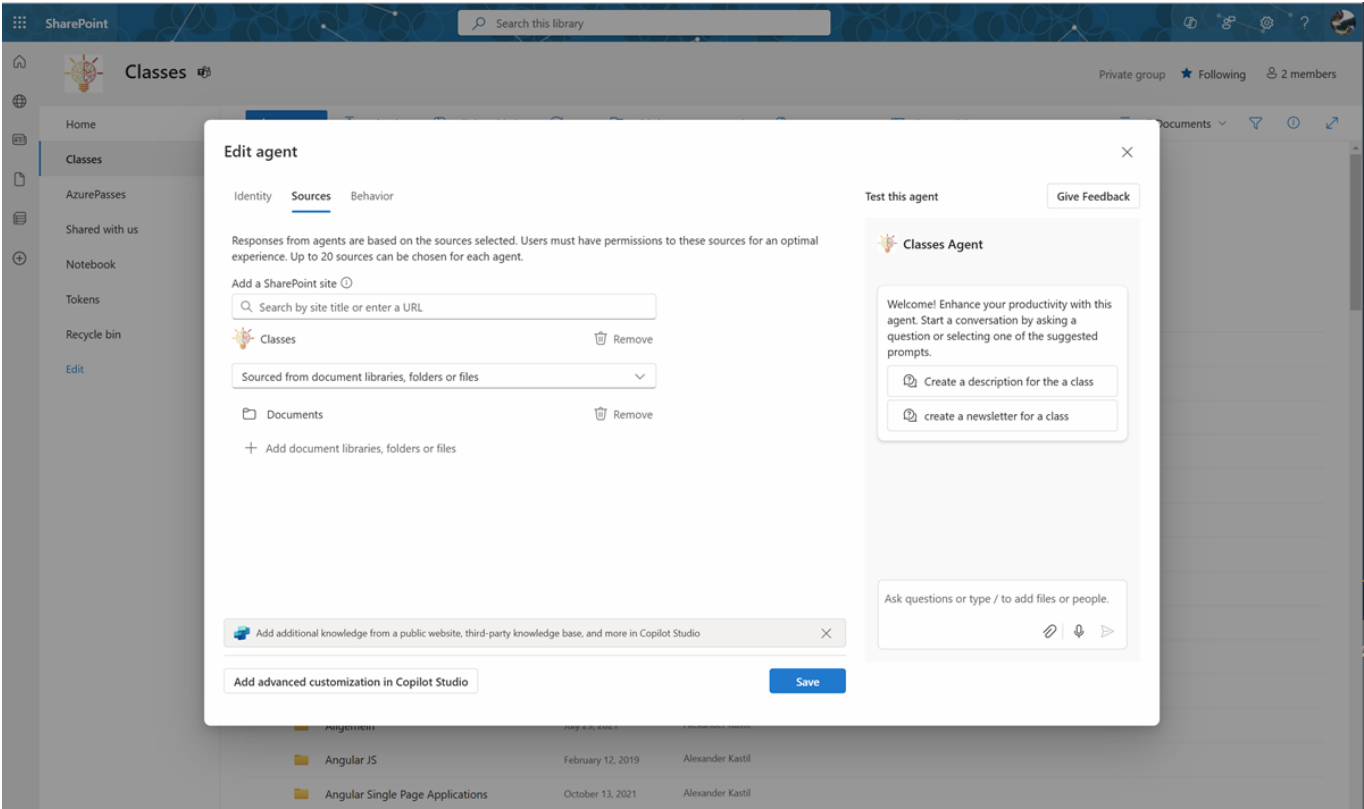 SharePoint
Search this library
?
Classes
Private group
Following
2 members
Home
Classes
AzurePasses
Shared with us
Notebook
Tokens
Recycle bin
Edit
Documents
Edit agent
Identity
Sources
Behavior
Responses from agents are based on the sources selected. Users must have permissions to these sources for an optimal
experience. Up to 20 sources can be chosen for each agent.
Add a SharePoint site
Search by site title or enter a URL
Classes
Remove
Sourced from document libraries, folders or files
Documents
Remove
Add document libraries, folders or files
Add additional knowledge from a public website, third-party knowledge base, and more in Copilot Studio
Add advanced customization in Copilot Studio
Save
Test this agent
Give Feedback
Classes Agent
Welcome! Enhance your productivity with this
agent. Start a conversation by asking a
question or selecting one of the suggested
prompts.
Create a description for the a class
create a newsletter for a class
Ask questions or type / to add files or people.
Allgemein
Angular JS
February 12, 2019
Alexander Kastil
Angular Single Page Applications
October 13, 2021
Alexander Kastil